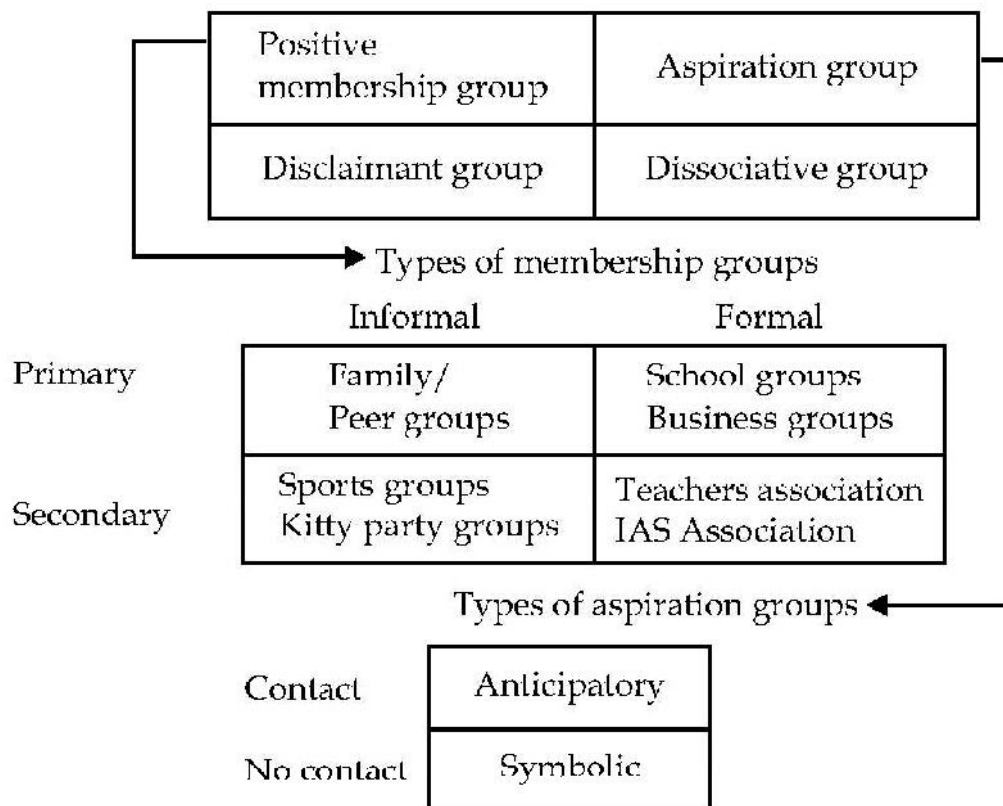 Positive
membership group
Aspiration group
Disclaimant group
Dissociative group
Types of membership groups
Informal
Formal
Primary
Family/
Peer groups
School groups
Business groups
Secondary
Sports groups
Kitty party groups
Teachers association
IAS Association
Types of aspiration groups
Contact
Anticipatory
No contact
Symbolic